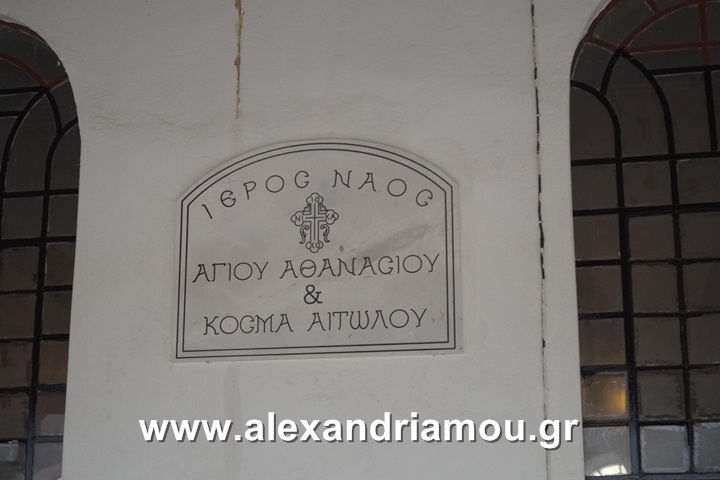 ΙΕΡΟΣ ΝΑΟΣ
ΑΓΙΟΥ ΑΘΑΝΑΣΙΟΥ
&
ΚΟΣΜΑ ΑΙΤΩΛΟΥ
www.alexandriamou.gr